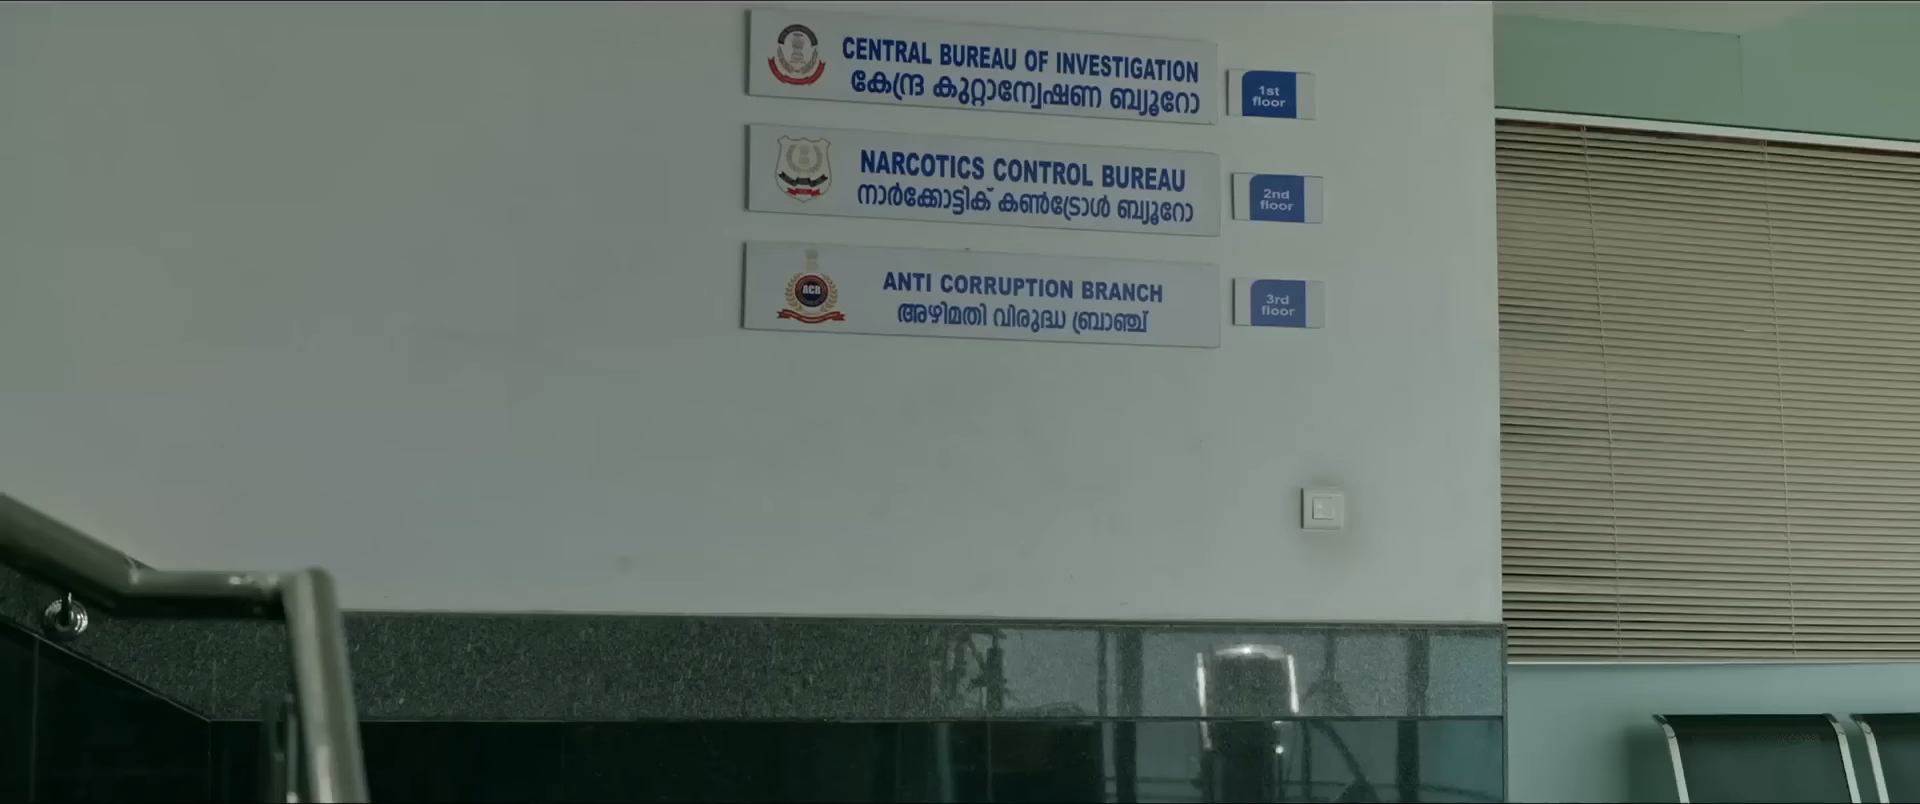 CENTRAL BUREAU OF INVESTIGATION
കേന്ദ്ര കുറ്റാന്വേഷണ ബ്യൂറോ
1st
floor
NARCOTICS CONTROL BUREAU
നാർക്കോട്ടിക് കൺട്രോൾ ബ്യൂറോ
2nd
floor
ACB
ANTI CORRUPTION BRANCH
അഴിമതി വിരുദ്ധ ബ്രാഞ്ച്
3rd
floor